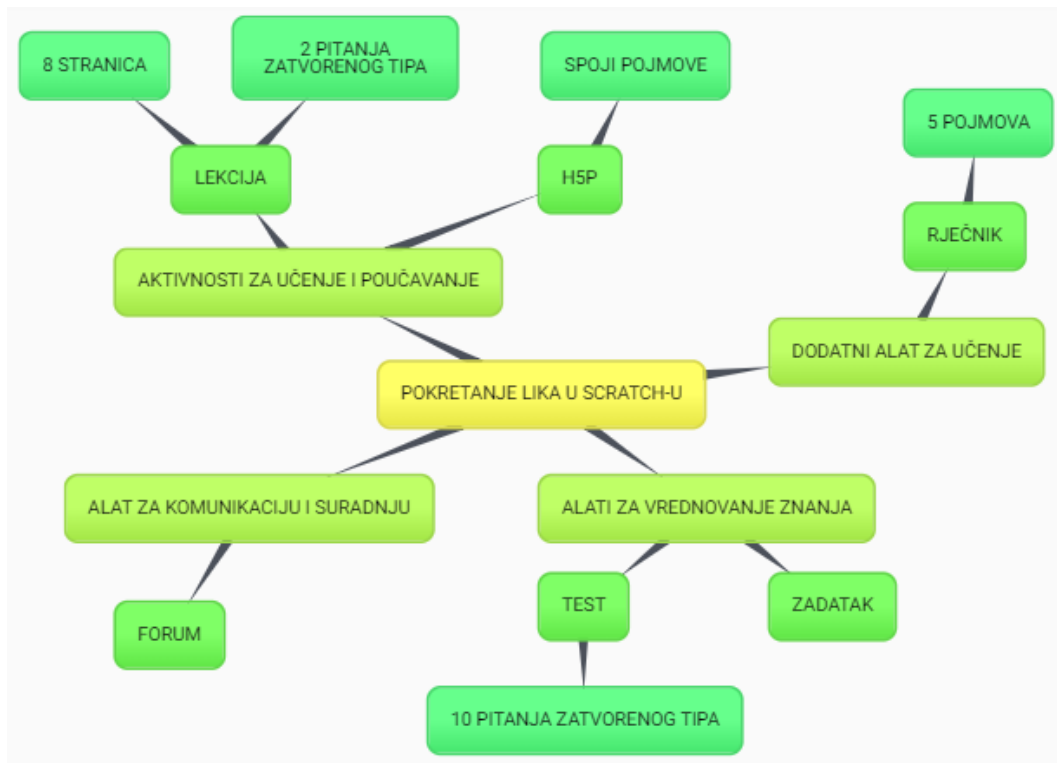 8 STRANICA
2 PITANJA
ZATVORENOG TIPA
SPOJI POJMOVE
5 POJMOVA
LEKCIJA
H5P
RJEČNIK
AKTIVNOSTI ZA UČENJE I POUČAVANJE
DODATNI ALAT ZA UČENJE
POKRETANJE LIKA U SCRATCH-U
ALAT ZA KOMUNIKACIJU I SURADNJU
ALATI ZA VREDNOVANJE ZNANJA
TEST
ZADATAK
FORUM
10 PITANJA ZATVORENOG TIPA